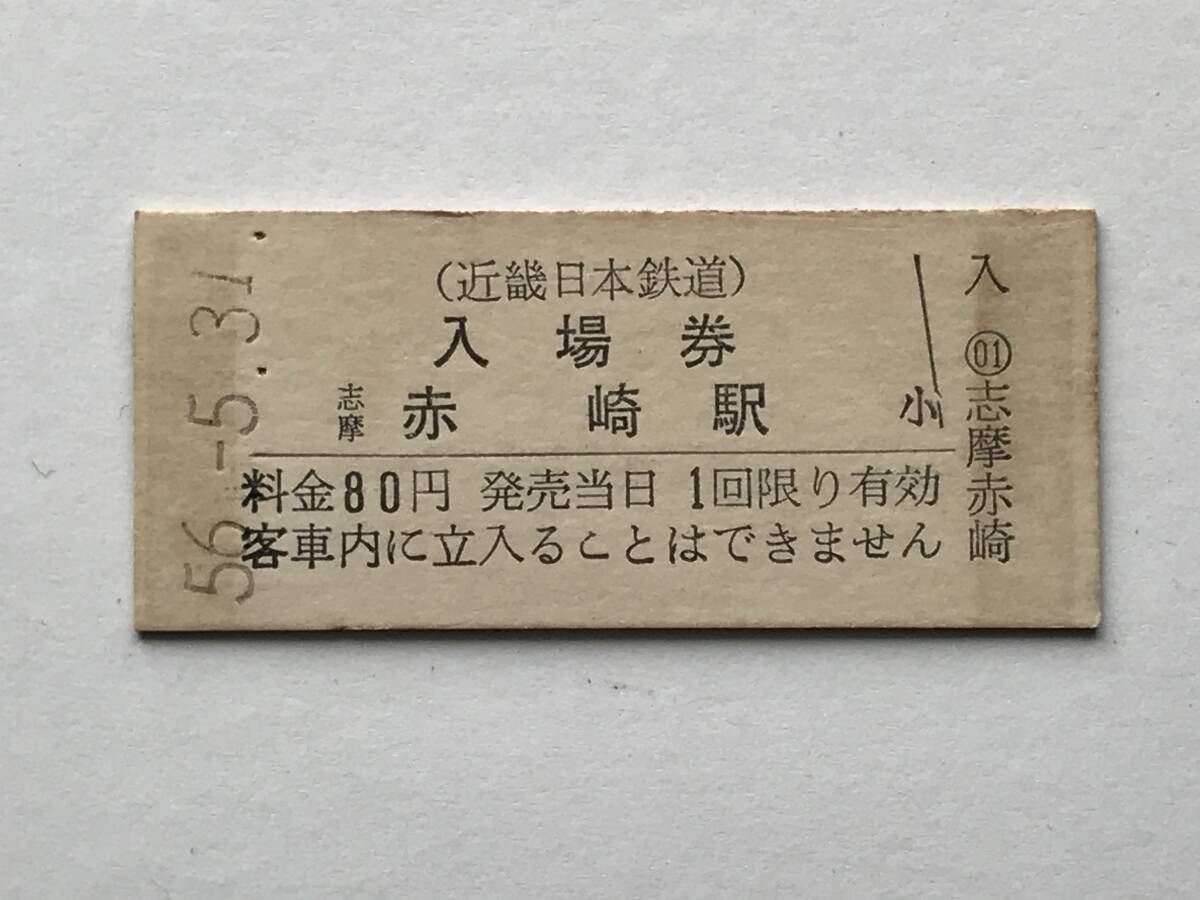 56.-5.31.
（近畿日本鉄道）
入場券
志摩赤崎駅 小
料金80円 発売当日 1回限り有効
客車内に立入ることはできません
入
01
志摩赤崎